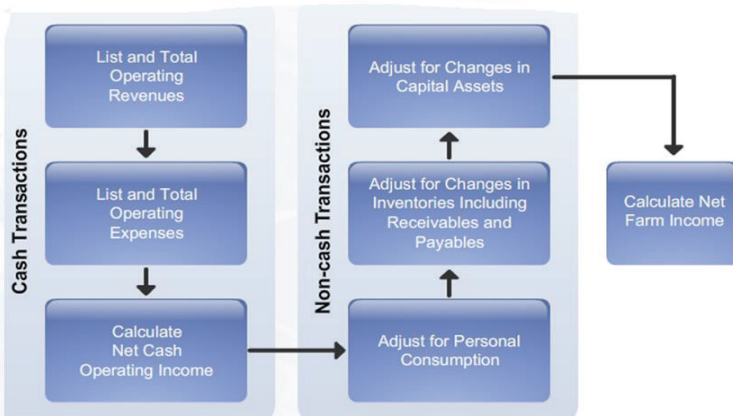 Cash Transactions
List and Total
Operating
Revenues
List and Total
Operating
Expenses
Calculate
Net Cash
Operating Income
Non-cash Transactions
Adjust for Changes in
Capital Assets
Adjust for Changes in
Inventories Including
Receivables and
Payables
Adjust for Personal
Consumption
Calculate Net
Farm Income